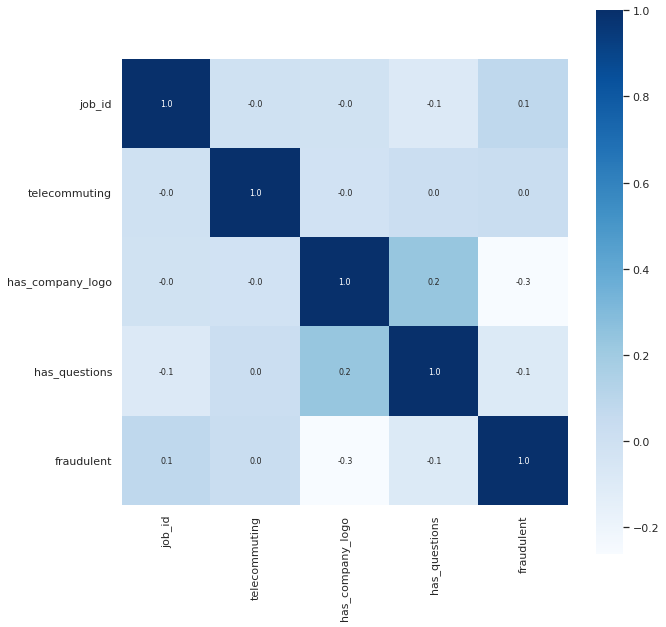 job_id 1.0 -0.0 -0.0 -0.1 0.1
telecommuting -0.0 1.0 -0.0 0.0 0.0
has_company_logo -0.0 -0.0 1.0 0.2 -0.3
has_questions -0.1 0.0 0.2 1.0 -0.1
fraudulent 0.1 0.0 -0.3 -0.1 1.0
job_id
telecommuting
has_company_logo
has_questions
fraudulent
1.0
0.8
0.6
0.4
0.2
0.0
−0.2